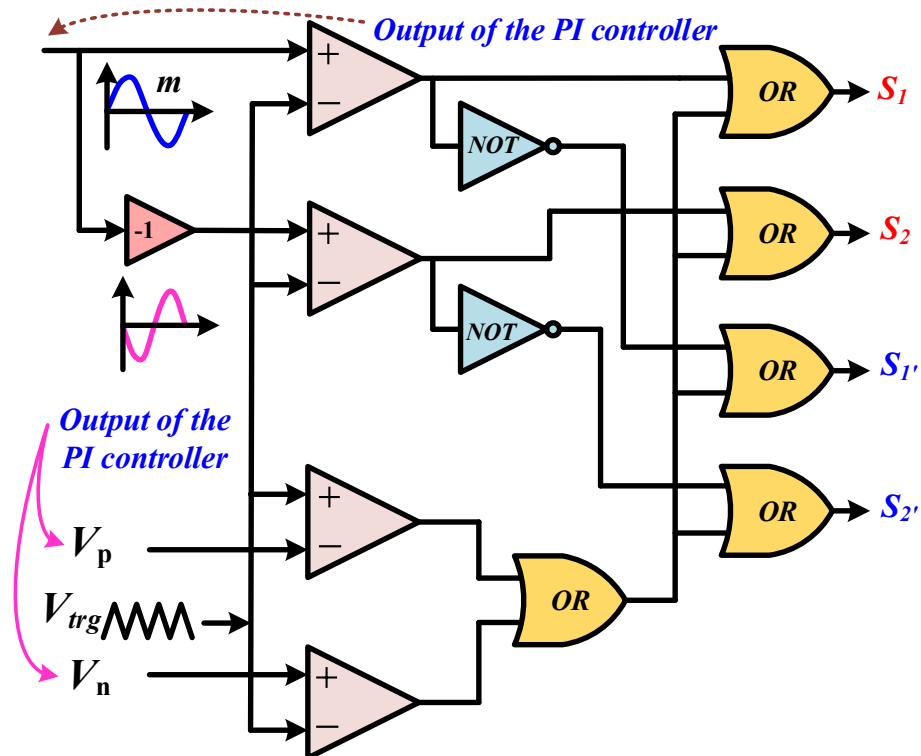 Output of the PI controller
+
−
m
OR
S1
NOT
-1
+
−
OR
S2
NOT
OR
S1'
Output of the
PI controller
+
−
OR
S2'
Vp
OR
Vtrg
Vn
+
−